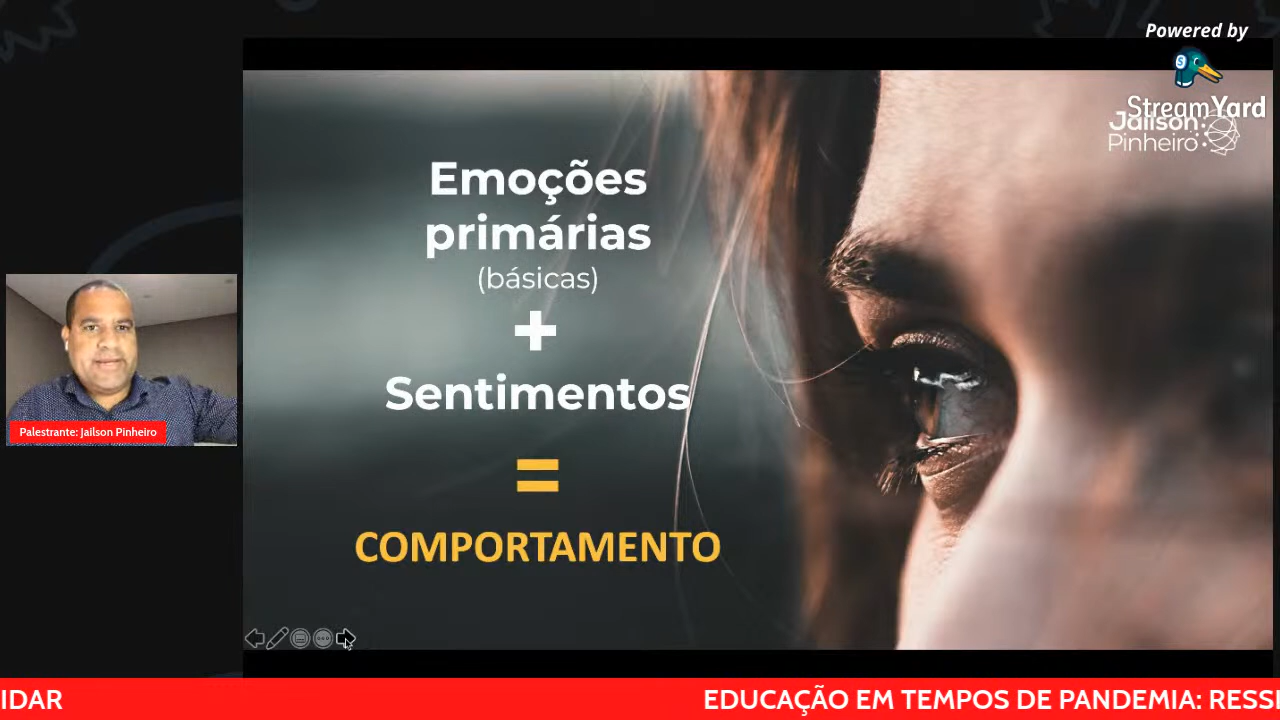 Powered by
StreamYard
Jailson
Pinheiro
Emoções
primárias
(básicas)
+
Sentimentos
=
COMPORTAMENTO
Palestrante: Jailson Pinheiro
IDAR
EDUCAÇÃO EM TEMPOS DE PANDEMIA: RESSI